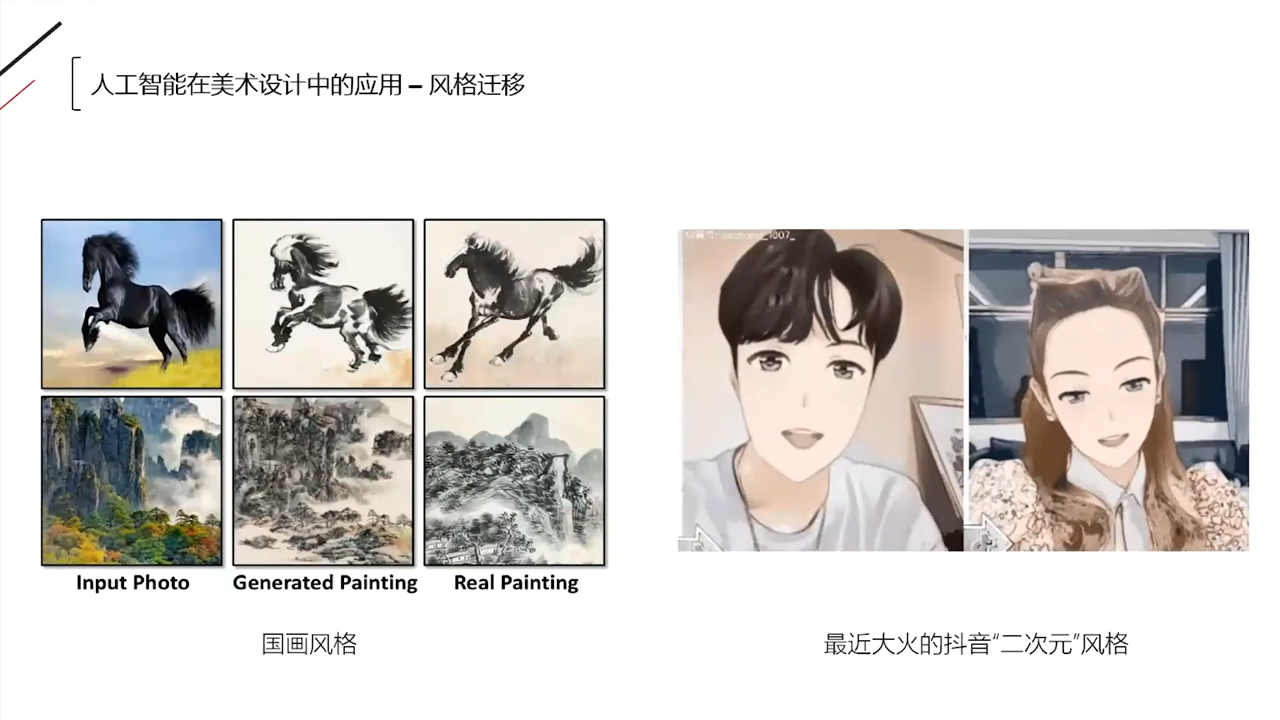 人工智能在美术设计中的应用 – 风格迁移
Input Photo
Generated Painting
Real Painting
国画风格
最近大火的抖音“二次元”风格